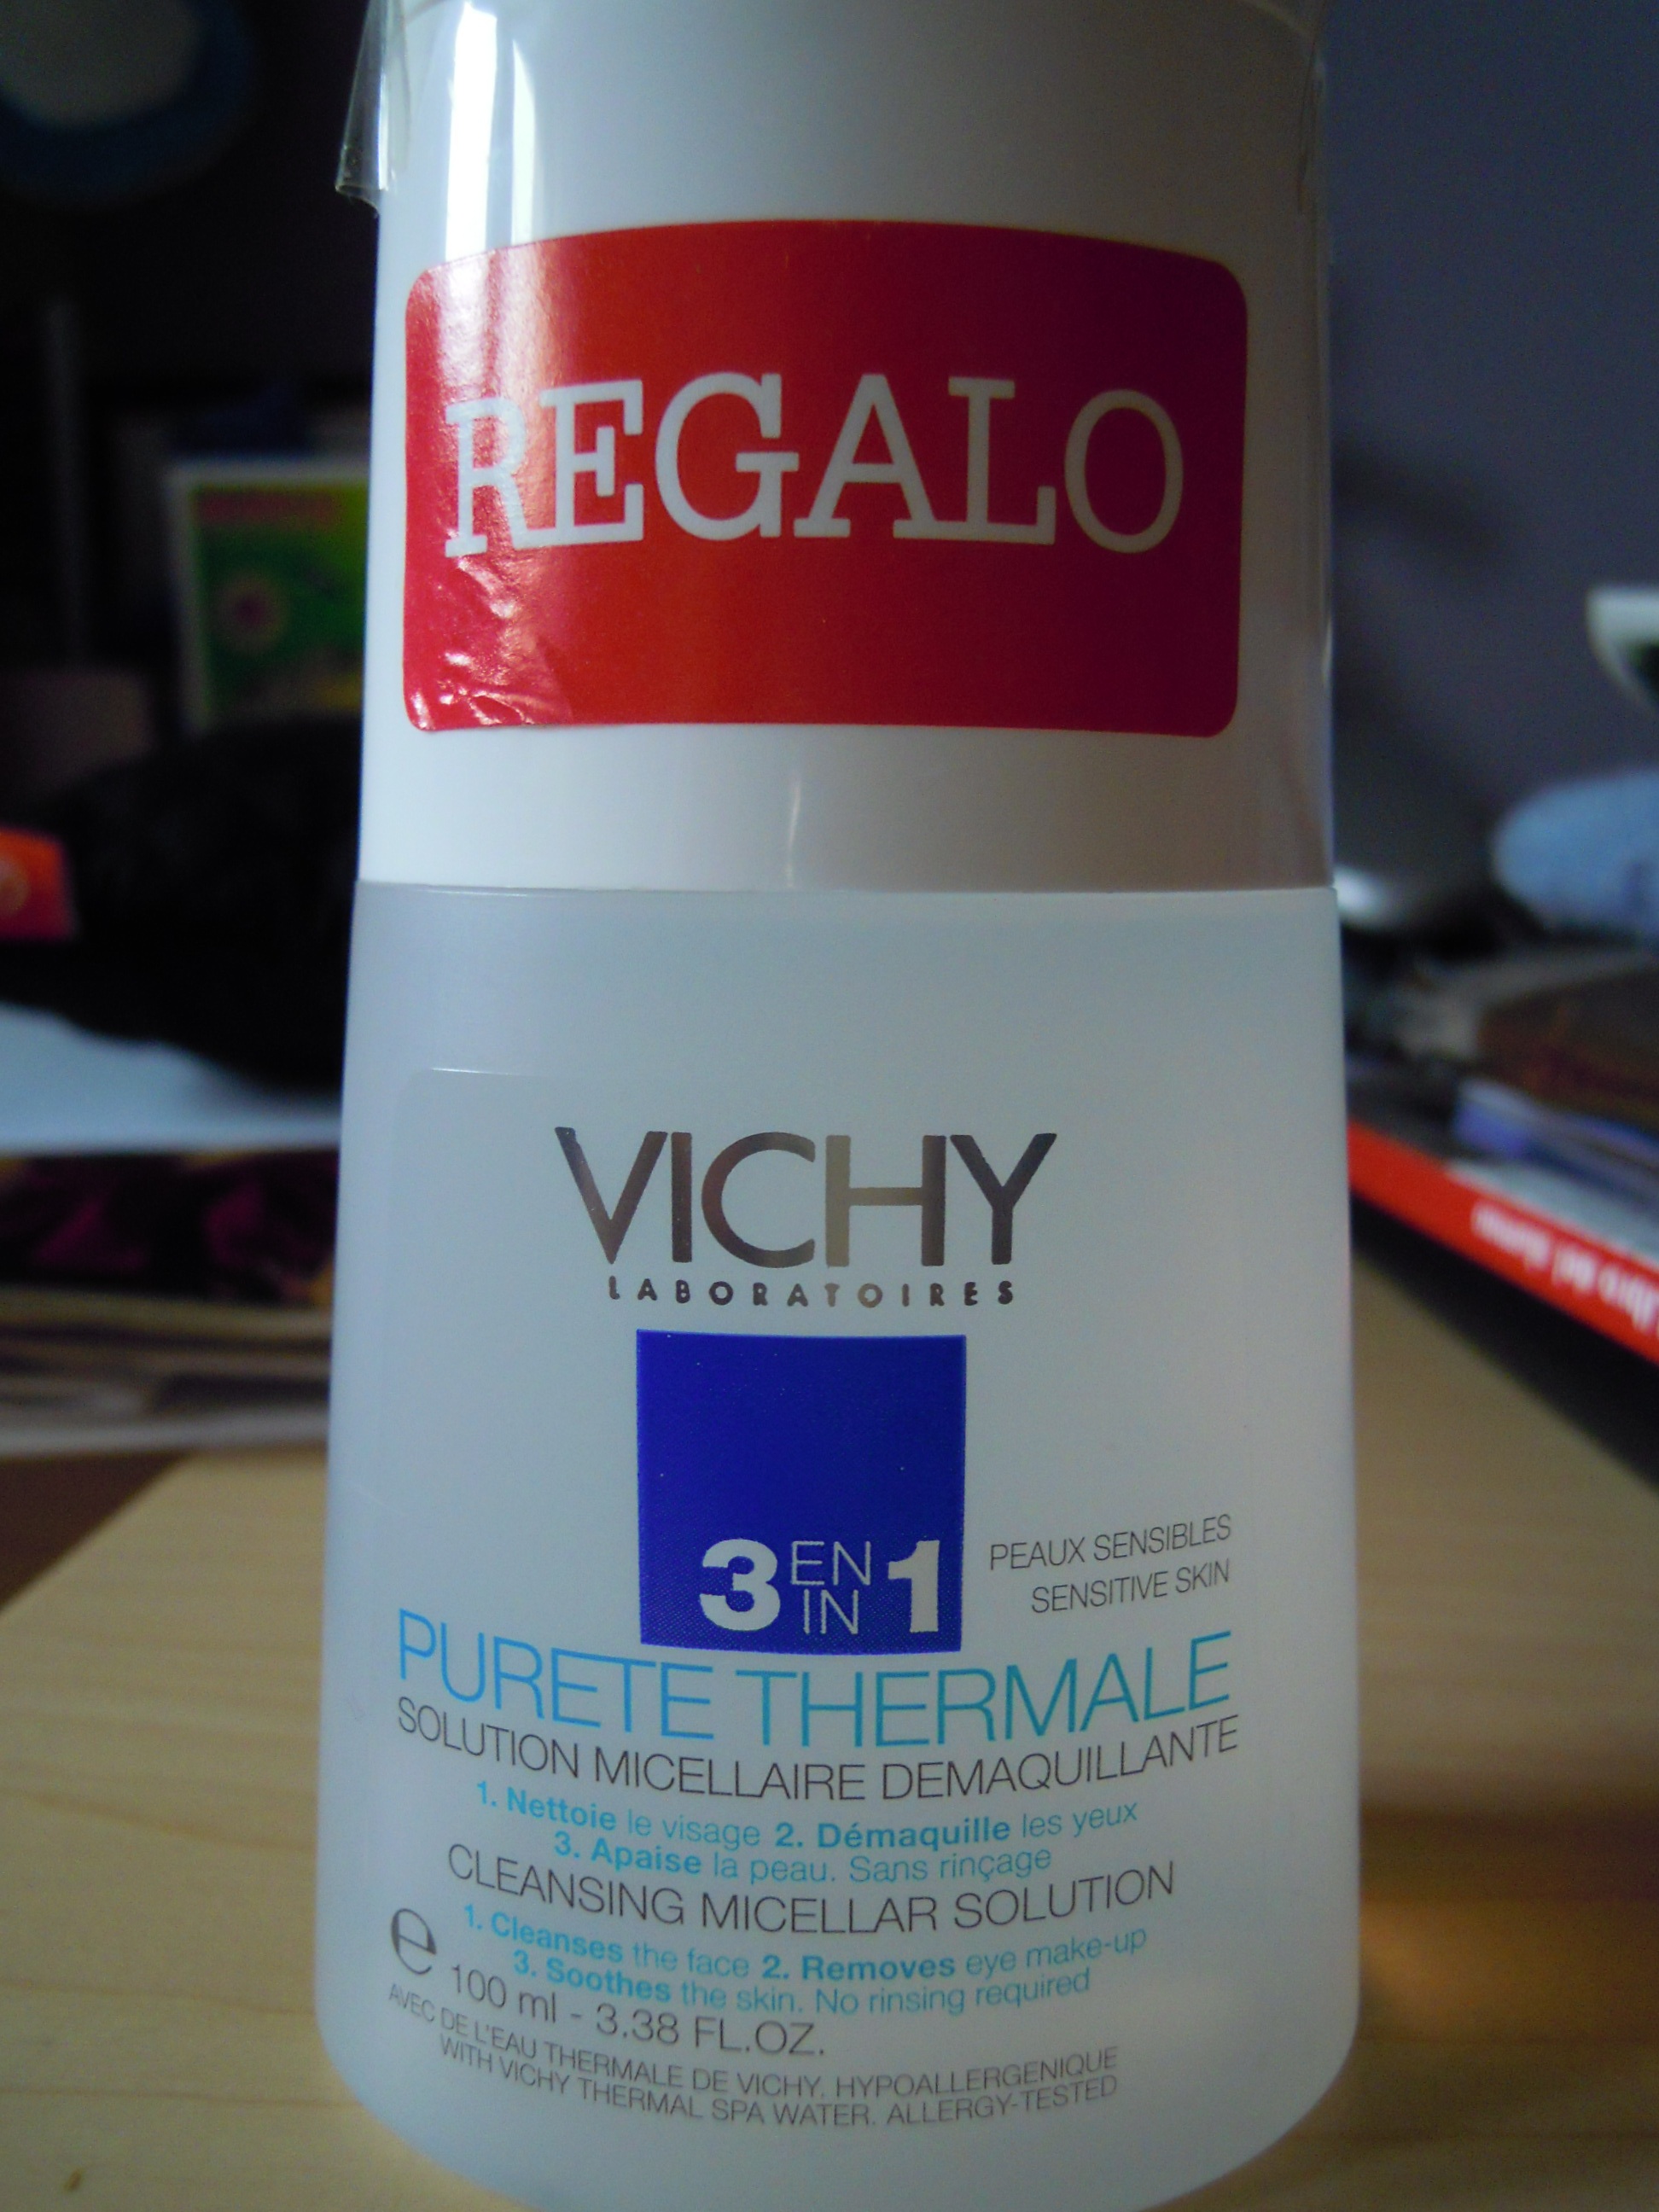 REGALO
VICHY
LABORATOIRES
3 EN IN 1
PEAUX SENSIBLES
SENSITIVE SKIN
PURETE THERMALE
SOLUTION MICELLAIRE DEMAQUILLANTE
1. Nettoie le visage 2. Démaquille les yeux
3. Apaise la peau. Sans rinçage
CLEANSING MICELLAR SOLUTION
1. Cleanses the face 2. Removes eye make-up
3. Soothes the skin. No rinsing required
e 100 ml - 3.38 FL.OZ.
AVEC DE L'EAU THERMALE DE VICHY. HYPOALLERGENIQUE
WITH VICHY THERMAL SPA WATER. ALLERGY-TESTED